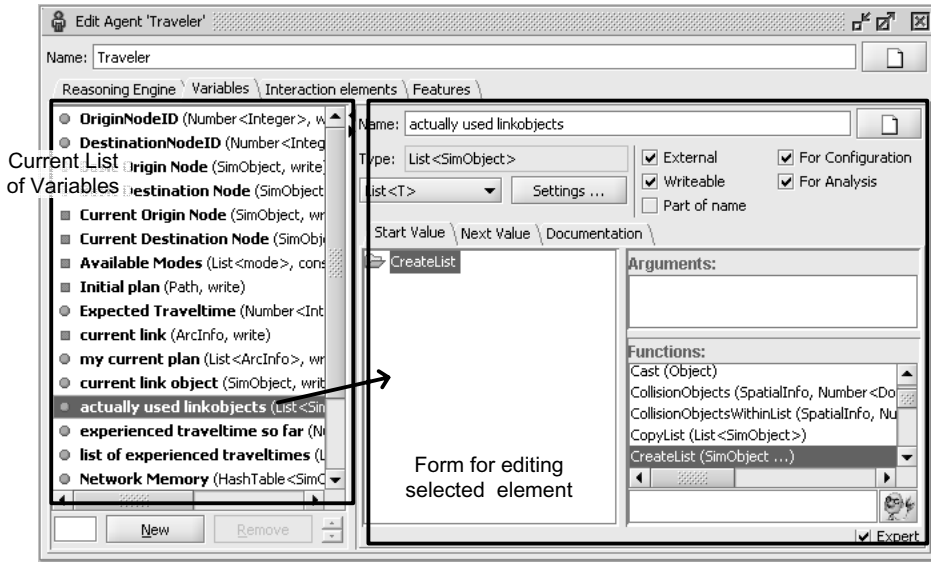 Edit Agent 'Traveler'
Name: Traveler
Reasoning Engine Variables Interaction elements Features
Current List
of Variables
OriginNodeID (Number<Integer>, w
DestinationNodeID (Number<Integ
Origin Node (SimObject, write)
Destination Node (SimObject
Current Origin Node (SimObject, wr
Current Destination Node (SimObj
Available Modes (List<mode>, cons
Initial plan (Path, write)
Expected Traveltime (Number<Int
current link (ArcInfo, write)
my current plan (List<ArcInfo>, wr
current link object (SimObject, writ
actually used linkobjects (List<Sin
experienced traveltime so far (Nu
list of experienced traveltimes (L
Network Memory (HashTable<SimO
New Remove
Name: actually used linkobjects
Type: List<SimObject>
List<T> Settings ...
External For Configuration
Writeable For Analysis
Part of name
Start Value Next Value Documentation
CreateList
Form for editing
selected element
Arguments:
Functions:
Cast (Object)
CollisionObjects (SpatialInfo, Number<Do
CollisionObjectsWithinList (SpatialInfo, Nu
CopyList (List<SimObject>)
CreateList (SimObject ...)
Expert